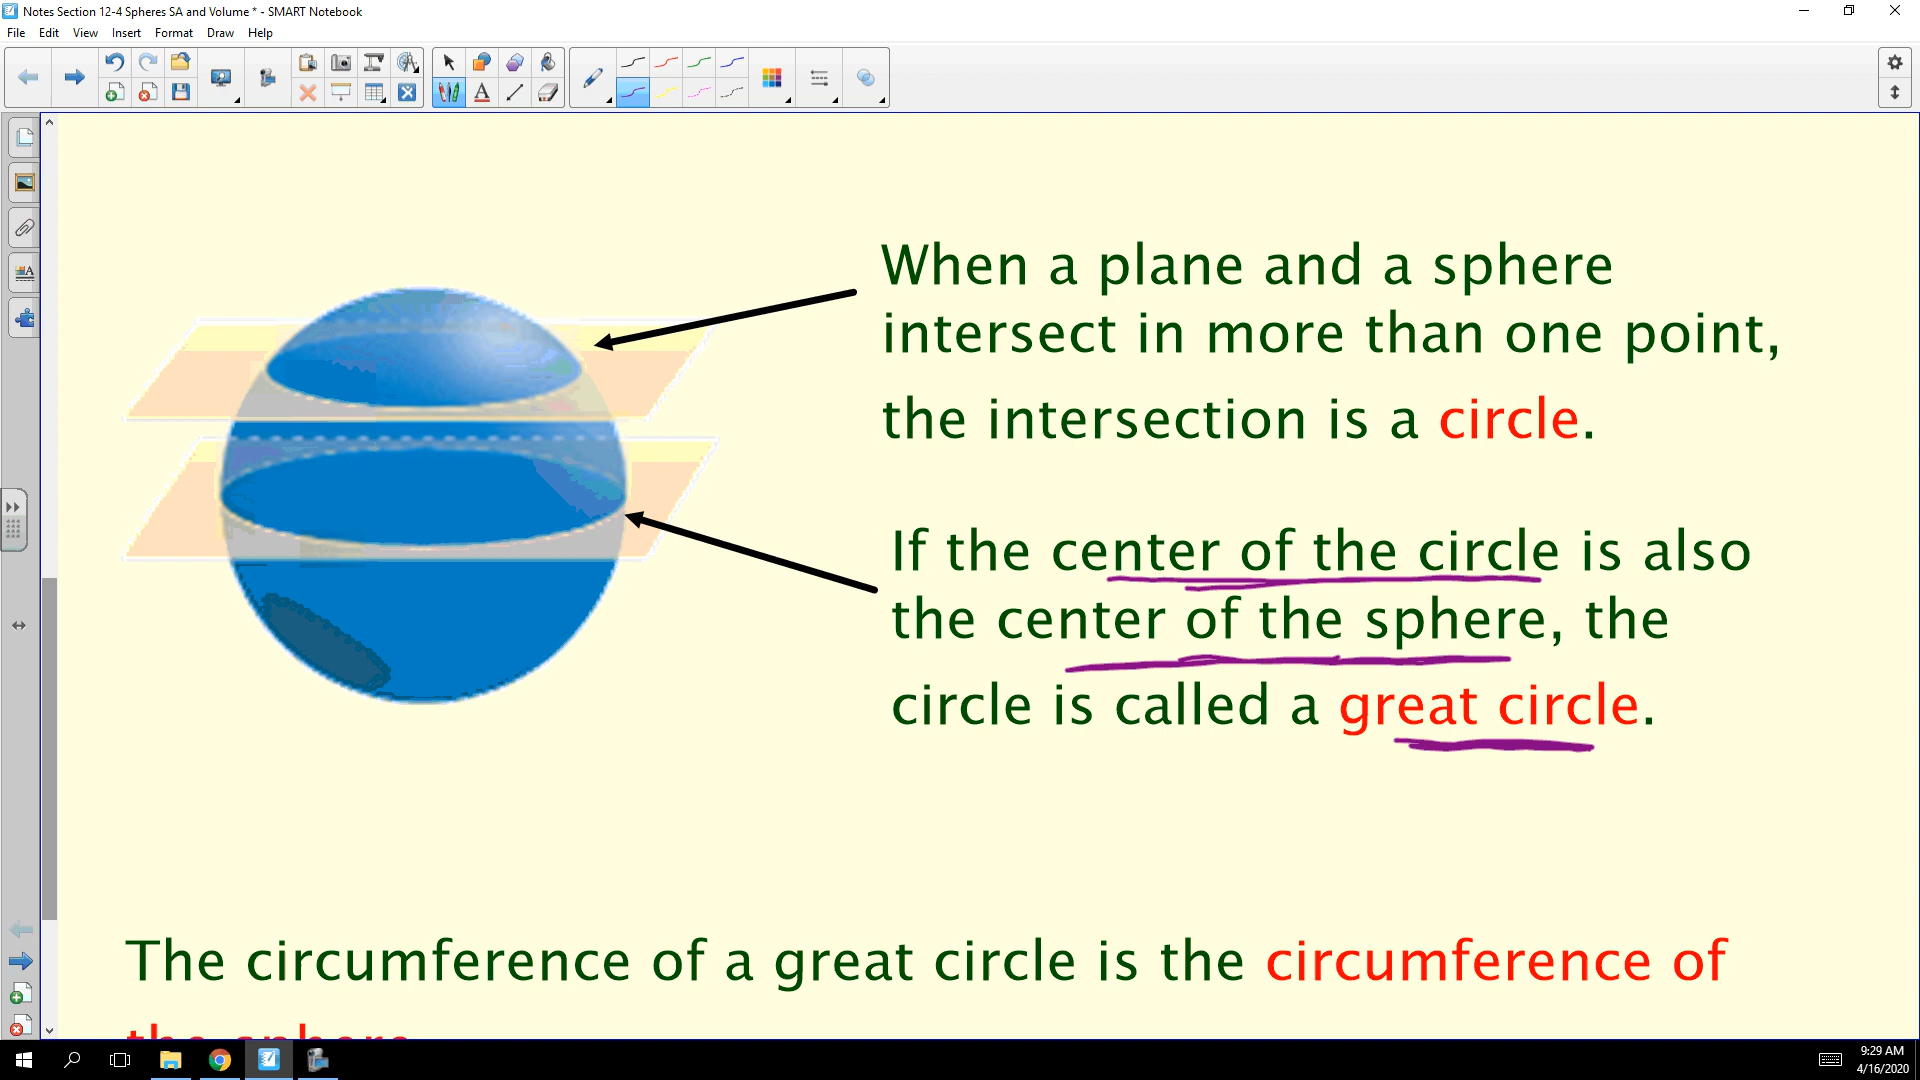 Notes Section 12-4 Spheres SA and Volume * - SMART Notebook
File Edit View Insert Format Draw Help
When a plane and a sphere
intersect in more than one point,
the intersection is a circle.
If the center of the circle is also
the center of the sphere, the
circle is called a great circle.
The circumference of a great circle is the circumference of
the sphere
9:29 AM
4/16/2020